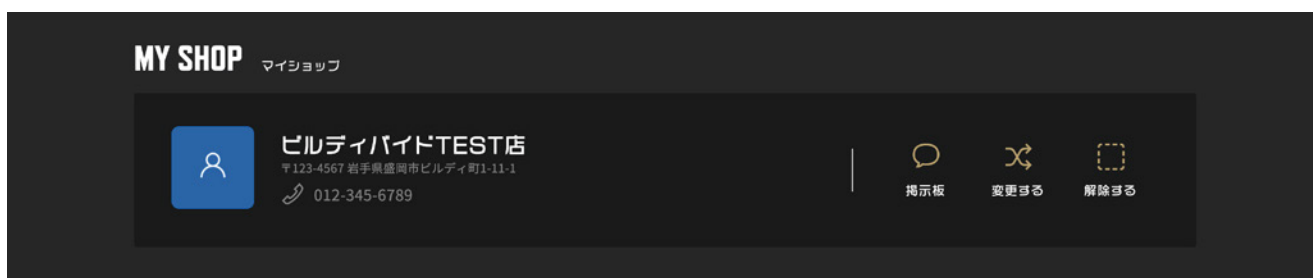 MY SHOP マイショップ
ビルディバイドTEST店
〒123-4567 岩手県盛岡市ビルディ町1-11-1
012-345-6789
掲示板 変更する 解除する